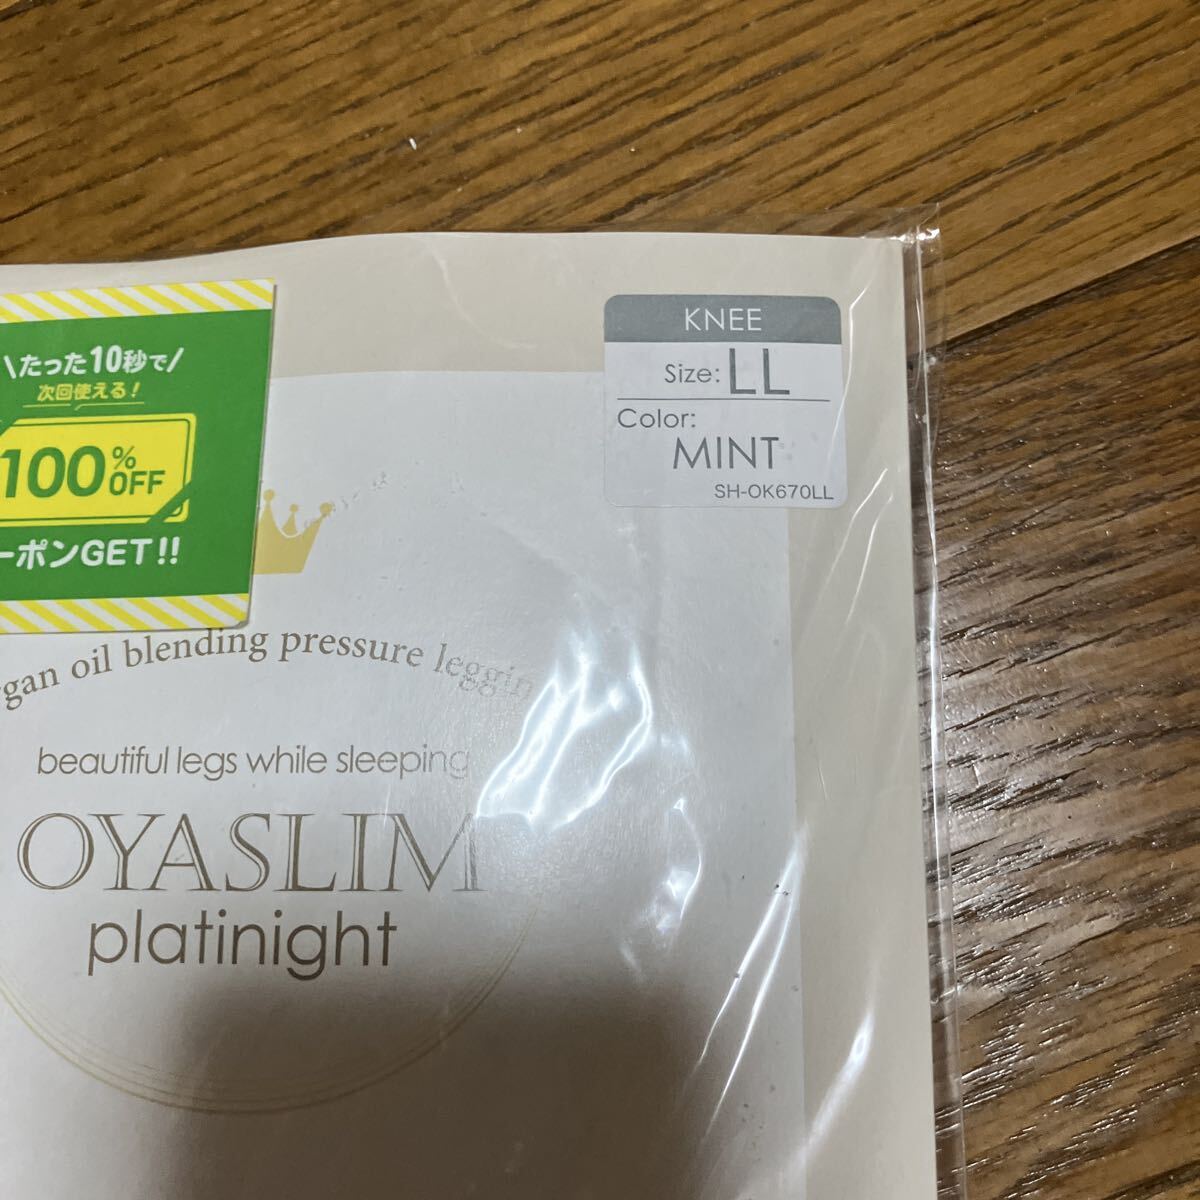 KNEE
Size: LL
Color:
MINT
SH-OK670LL
\たった10秒で/
次回使える!
100%OFF
ーポンGET!!
gan oil blending pressure leggin
beautiful legs while sleeping
OYASLIM
platinight